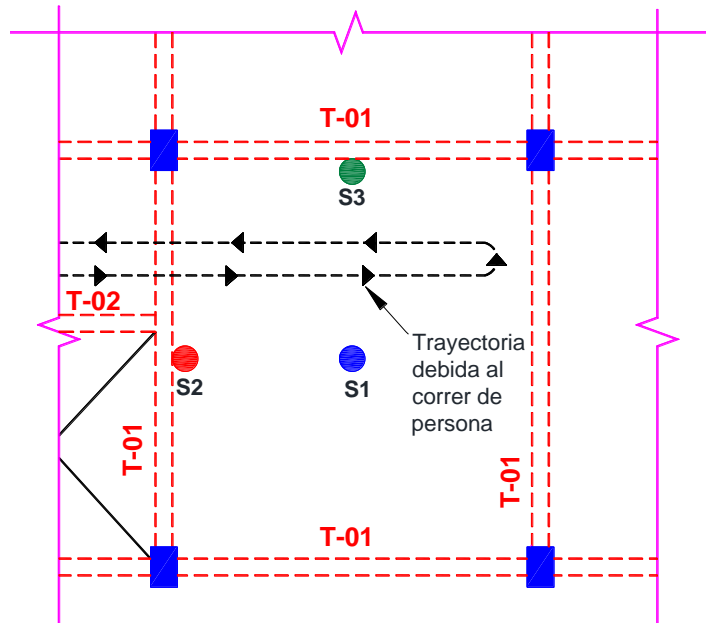 T-01
S3
T-02
Trayectoria
debida al
correr de
persona
S2
S1
T-01
T-01
T-01